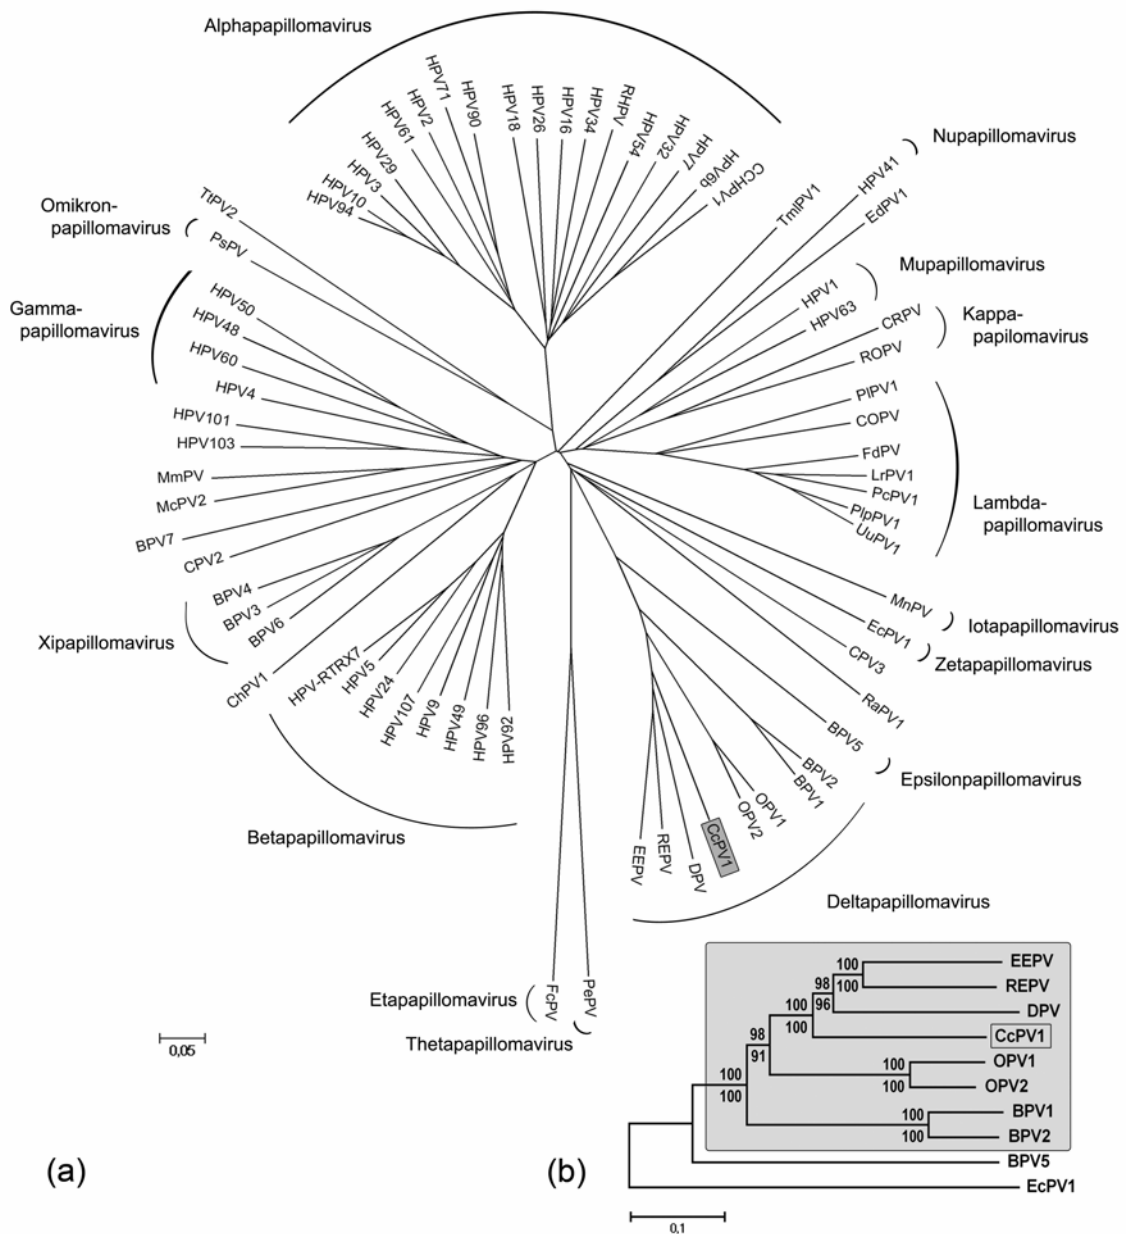 Alphapapillomavirus
HPV71
HPV90
HPV2
HPV61
HPV29
HPV3
HPV10
HPV94
HPV18
HPV26
HPV16
HPV34
RHPV
HPV54
HPV32
HPV7
HPV6b
CCHPV1
Nupapillomavirus
HPV41
TmlPV1
EdPV1
Mupapillomavirus
HPV1
HPV63
Kappa-
papilomavirus
CRPV
ROPV
PlPV1
COPV
FdPV
LrPV1
PcPV1
PlpPV1
UuPV1
Lambda-
papillomavirus
MnPV
Iotapapillomavirus
EcPV1
Zetapapillomavirus
CPV3
RaPV1
BPV5
Epsilonpapillomavirus
BPV2
BPV1
OPV1
OPV2
CcPV1
DPV
REPV
EEPV
Deltapapillomavirus
Omikron-
papillomavirus
TtPV2
PsPV
Gamma-
papillomavirus
HPV50
HPV48
HPV60
HPV4
HPV101
HPV103
MmPV
McPV2
BPV7
CPV2
BPV4
BPV3
BPV6
Xipapillomavirus
ChPV1
HPV-RTRX7
HPV5
HPV24
HPV107
HPV9
HPV49
HPV96
HPV92
Betapapillomavirus
Etapapillomavirus
FcPV
PePV
Thetapapillomavirus
0,05
(a)
100
100
98
96
100
100
98
91
100
100
100
100
100
100
EEPV
REPV
DPV
CcPV1
OPV1
OPV2
BPV1
BPV2
BPV5
EcPV1
(b)
0.1